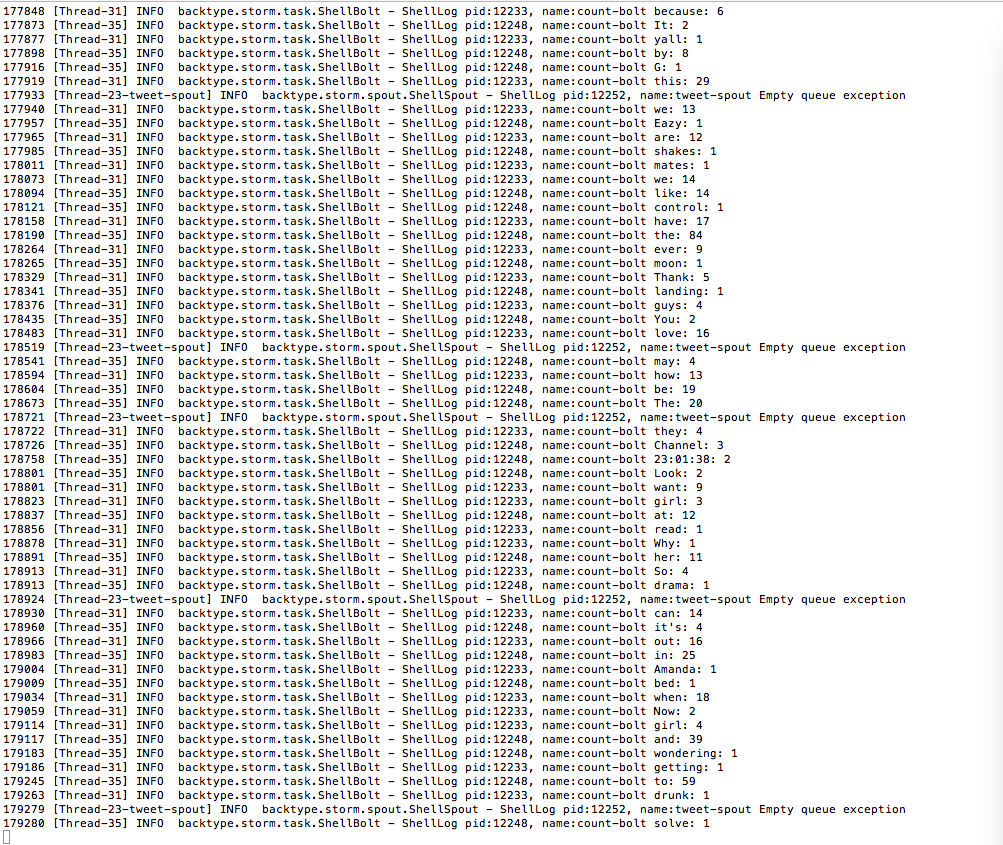 177848 [Thread-31] INFO  backtype.storm.task.ShellBolt - ShellLog pid:12233, name:count-bolt because: 6
177873 [Thread-35] INFO  backtype.storm.task.ShellBolt - ShellLog pid:12248, name:count-bolt It: 2
177877 [Thread-31] INFO  backtype.storm.task.ShellBolt - ShellLog pid:12233, name:count-bolt yall: 1
177898 [Thread-35] INFO  backtype.storm.task.ShellBolt - ShellLog pid:12248, name:count-bolt by: 8
177916 [Thread-35] INFO  backtype.storm.task.ShellBolt - ShellLog pid:12248, name:count-bolt G: 1
177919 [Thread-31] INFO  backtype.storm.task.ShellBolt - ShellLog pid:12233, name:count-bolt this: 29
177933 [Thread-23-tweet-spout] INFO  backtype.storm.spout.ShellSpout - ShellLog pid:12252, name:tweet-spout Empty queue exception
177940 [Thread-31] INFO  backtype.storm.task.ShellBolt - ShellLog pid:12233, name:count-bolt we: 13
177957 [Thread-35] INFO  backtype.storm.task.ShellBolt - ShellLog pid:12248, name:count-bolt Eazy: 1
177965 [Thread-31] INFO  backtype.storm.task.ShellBolt - ShellLog pid:12233, name:count-bolt are: 12
177985 [Thread-35] INFO  backtype.storm.task.ShellBolt - ShellLog pid:12248, name:count-bolt shakes: 1
178011 [Thread-31] INFO  backtype.storm.task.ShellBolt - ShellLog pid:12233, name:count-bolt mates: 1
178073 [Thread-31] INFO  backtype.storm.task.ShellBolt - ShellLog pid:12233, name:count-bolt we: 14
178094 [Thread-35] INFO  backtype.storm.task.ShellBolt - ShellLog pid:12248, name:count-bolt like: 14
178121 [Thread-35] INFO  backtype.storm.task.ShellBolt - ShellLog pid:12248, name:count-bolt control: 1
178158 [Thread-31] INFO  backtype.storm.task.ShellBolt - ShellLog pid:12233, name:count-bolt have: 17
178190 [Thread-35] INFO  backtype.storm.task.ShellBolt - ShellLog pid:12248, name:count-bolt the: 84
178264 [Thread-31] INFO  backtype.storm.task.ShellBolt - ShellLog pid:12233, name:count-bolt ever: 9
178265 [Thread-35] INFO  backtype.storm.task.ShellBolt - ShellLog pid:12248, name:count-bolt moon: 1
178329 [Thread-31] INFO  backtype.storm.task.ShellBolt - ShellLog pid:12233, name:count-bolt Thank: 5
178341 [Thread-35] INFO  backtype.storm.task.ShellBolt - ShellLog pid:12248, name:count-bolt landing: 1
178376 [Thread-31] INFO  backtype.storm.task.ShellBolt - ShellLog pid:12233, name:count-bolt guys: 4
178435 [Thread-35] INFO  backtype.storm.task.ShellBolt - ShellLog pid:12248, name:count-bolt You: 2
178483 [Thread-31] INFO  backtype.storm.task.ShellBolt - ShellLog pid:12233, name:count-bolt love: 16
178519 [Thread-23-tweet-spout] INFO  backtype.storm.spout.ShellSpout - ShellLog pid:12252, name:tweet-spout Empty queue exception
178541 [Thread-35] INFO  backtype.storm.task.ShellBolt - ShellLog pid:12248, name:count-bolt may: 4
178594 [Thread-31] INFO  backtype.storm.task.ShellBolt - ShellLog pid:12233, name:count-bolt how: 13
178604 [Thread-35] INFO  backtype.storm.task.ShellBolt - ShellLog pid:12248, name:count-bolt be: 19
178673 [Thread-35] INFO  backtype.storm.task.ShellBolt - ShellLog pid:12248, name:count-bolt The: 20
178721 [Thread-23-tweet-spout] INFO  backtype.storm.spout.ShellSpout - ShellLog pid:12252, name:tweet-spout Empty queue exception
178722 [Thread-31] INFO  backtype.storm.task.ShellBolt - ShellLog pid:12233, name:count-bolt they: 4
178726 [Thread-35] INFO  backtype.storm.task.ShellBolt - ShellLog pid:12248, name:count-bolt Channel: 3
178758 [Thread-35] INFO  backtype.storm.task.ShellBolt - ShellLog pid:12248, name:count-bolt 23:01:38: 2
178801 [Thread-35] INFO  backtype.storm.task.ShellBolt - ShellLog pid:12248, name:count-bolt Look: 2
178801 [Thread-31] INFO  backtype.storm.task.ShellBolt - ShellLog pid:12233, name:count-bolt want: 9
178823 [Thread-31] INFO  backtype.storm.task.ShellBolt - ShellLog pid:12233, name:count-bolt girl: 3
178837 [Thread-35] INFO  backtype.storm.task.ShellBolt - ShellLog pid:12248, name:count-bolt at: 12
178856 [Thread-31] INFO  backtype.storm.task.ShellBolt - ShellLog pid:12233, name:count-bolt read: 1
178878 [Thread-31] INFO  backtype.storm.task.ShellBolt - ShellLog pid:12233, name:count-bolt Why: 1
178891 [Thread-35] INFO  backtype.storm.task.ShellBolt - ShellLog pid:12248, name:count-bolt her: 11
178913 [Thread-31] INFO  backtype.storm.task.ShellBolt - ShellLog pid:12233, name:count-bolt So: 4
178913 [Thread-35] INFO  backtype.storm.task.ShellBolt - ShellLog pid:12248, name:count-bolt drama: 1
178924 [Thread-23-tweet-spout] INFO  backtype.storm.spout.ShellSpout - ShellLog pid:12252, name:tweet-spout Empty queue exception
178930 [Thread-31] INFO  backtype.storm.task.ShellBolt - ShellLog pid:12233, name:count-bolt can: 14
178960 [Thread-35] INFO  backtype.storm.task.ShellBolt - ShellLog pid:12248, name:count-bolt it's: 4
178966 [Thread-31] INFO  backtype.storm.task.ShellBolt - ShellLog pid:12233, name:count-bolt out: 16
178983 [Thread-35] INFO  backtype.storm.task.ShellBolt - ShellLog pid:12248, name:count-bolt in: 25
179004 [Thread-31] INFO  backtype.storm.task.ShellBolt - ShellLog pid:12233, name:count-bolt Amanda: 1
179009 [Thread-35] INFO  backtype.storm.task.ShellBolt - ShellLog pid:12248, name:count-bolt bed: 1
179034 [Thread-31] INFO  backtype.storm.task.ShellBolt - ShellLog pid:12233, name:count-bolt when: 18
179059 [Thread-31] INFO  backtype.storm.task.ShellBolt - ShellLog pid:12233, name:count-bolt Now: 2
179114 [Thread-31] INFO  backtype.storm.task.ShellBolt - ShellLog pid:12233, name:count-bolt girl: 4
179117 [Thread-35] INFO  backtype.storm.task.ShellBolt - ShellLog pid:12248, name:count-bolt and: 39
179183 [Thread-35] INFO  backtype.storm.task.ShellBolt - ShellLog pid:12248, name:count-bolt wondering: 1
179186 [Thread-31] INFO  backtype.storm.task.ShellBolt - ShellLog pid:12233, name:count-bolt getting: 1
179245 [Thread-35] INFO  backtype.storm.task.ShellBolt - ShellLog pid:12248, name:count-bolt to: 59
179263 [Thread-31] INFO  backtype.storm.task.ShellBolt - ShellLog pid:12233, name:count-bolt drunk: 1
179279 [Thread-23-tweet-spout] INFO  backtype.storm.spout.ShellSpout - ShellLog pid:12252, name:tweet-spout Empty queue exception
179280 [Thread-35] INFO  backtype.storm.task.ShellBolt - ShellLog pid:12248, name:count-bolt solve: 1